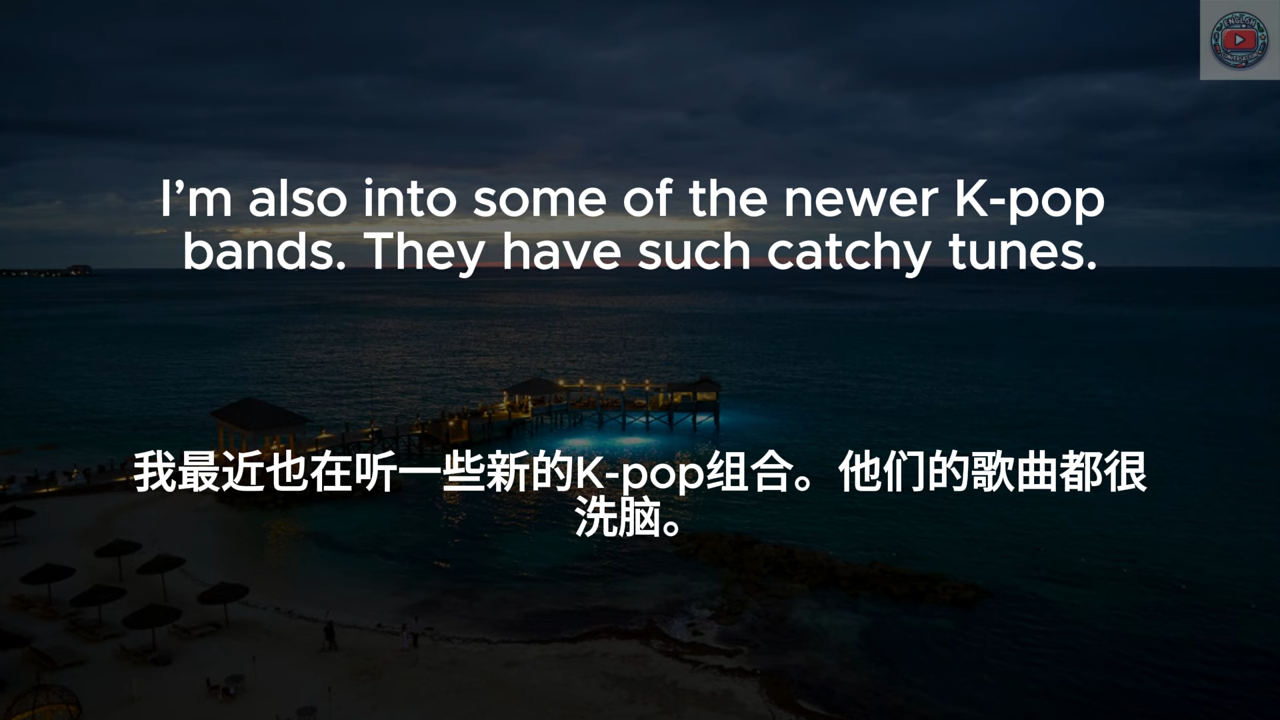 I’m also into some of the newer K-pop
bands. They have such catchy tunes.
我最近也在听一些新的K-pop组合。他们的歌曲都很
洗脑。
ENGLISH